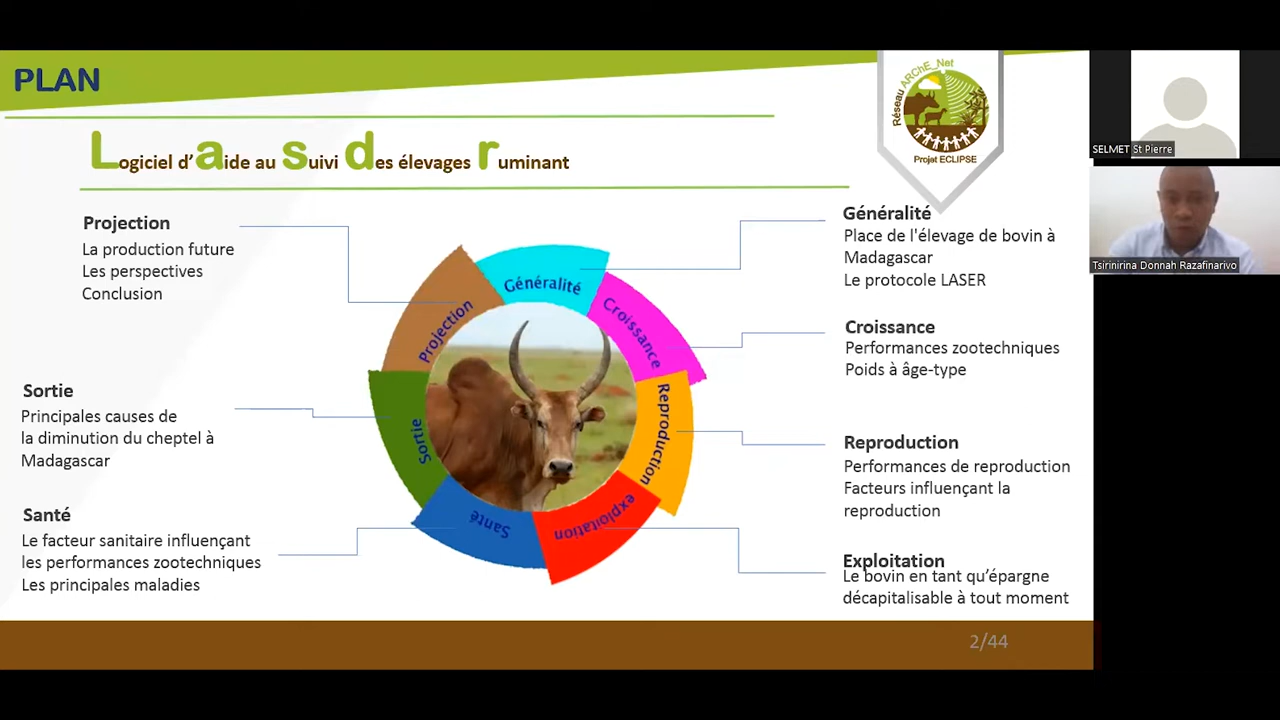 PLAN
Logiciel d’aide au suivi des élevages ruminant
Réseau ARChE_Net
Projet ECLIPSE
SELMET St Pierre
Tsirinirina Donnah Razafinarivo
Projection
La production future
Les perspectives
Conclusion
Sortie
Principales causes de
la diminution du cheptel à
Madagascar
Santé
Le facteur sanitaire influençant
les performances zootechniques
Les principales maladies
Généralité
Croissance
Reproduction
exploitation
Santé
Sortie
Projection
Généralité
Place de l'élevage de bovin à
Madagascar
Le protocole LASER
Croissance
Performances zootechniques
Poids à âge-type
Reproduction
Performances de reproduction
Facteurs influençant la
reproduction
Exploitation
Le bovin en tant qu’épargne
décapitalisable à tout moment
2/44